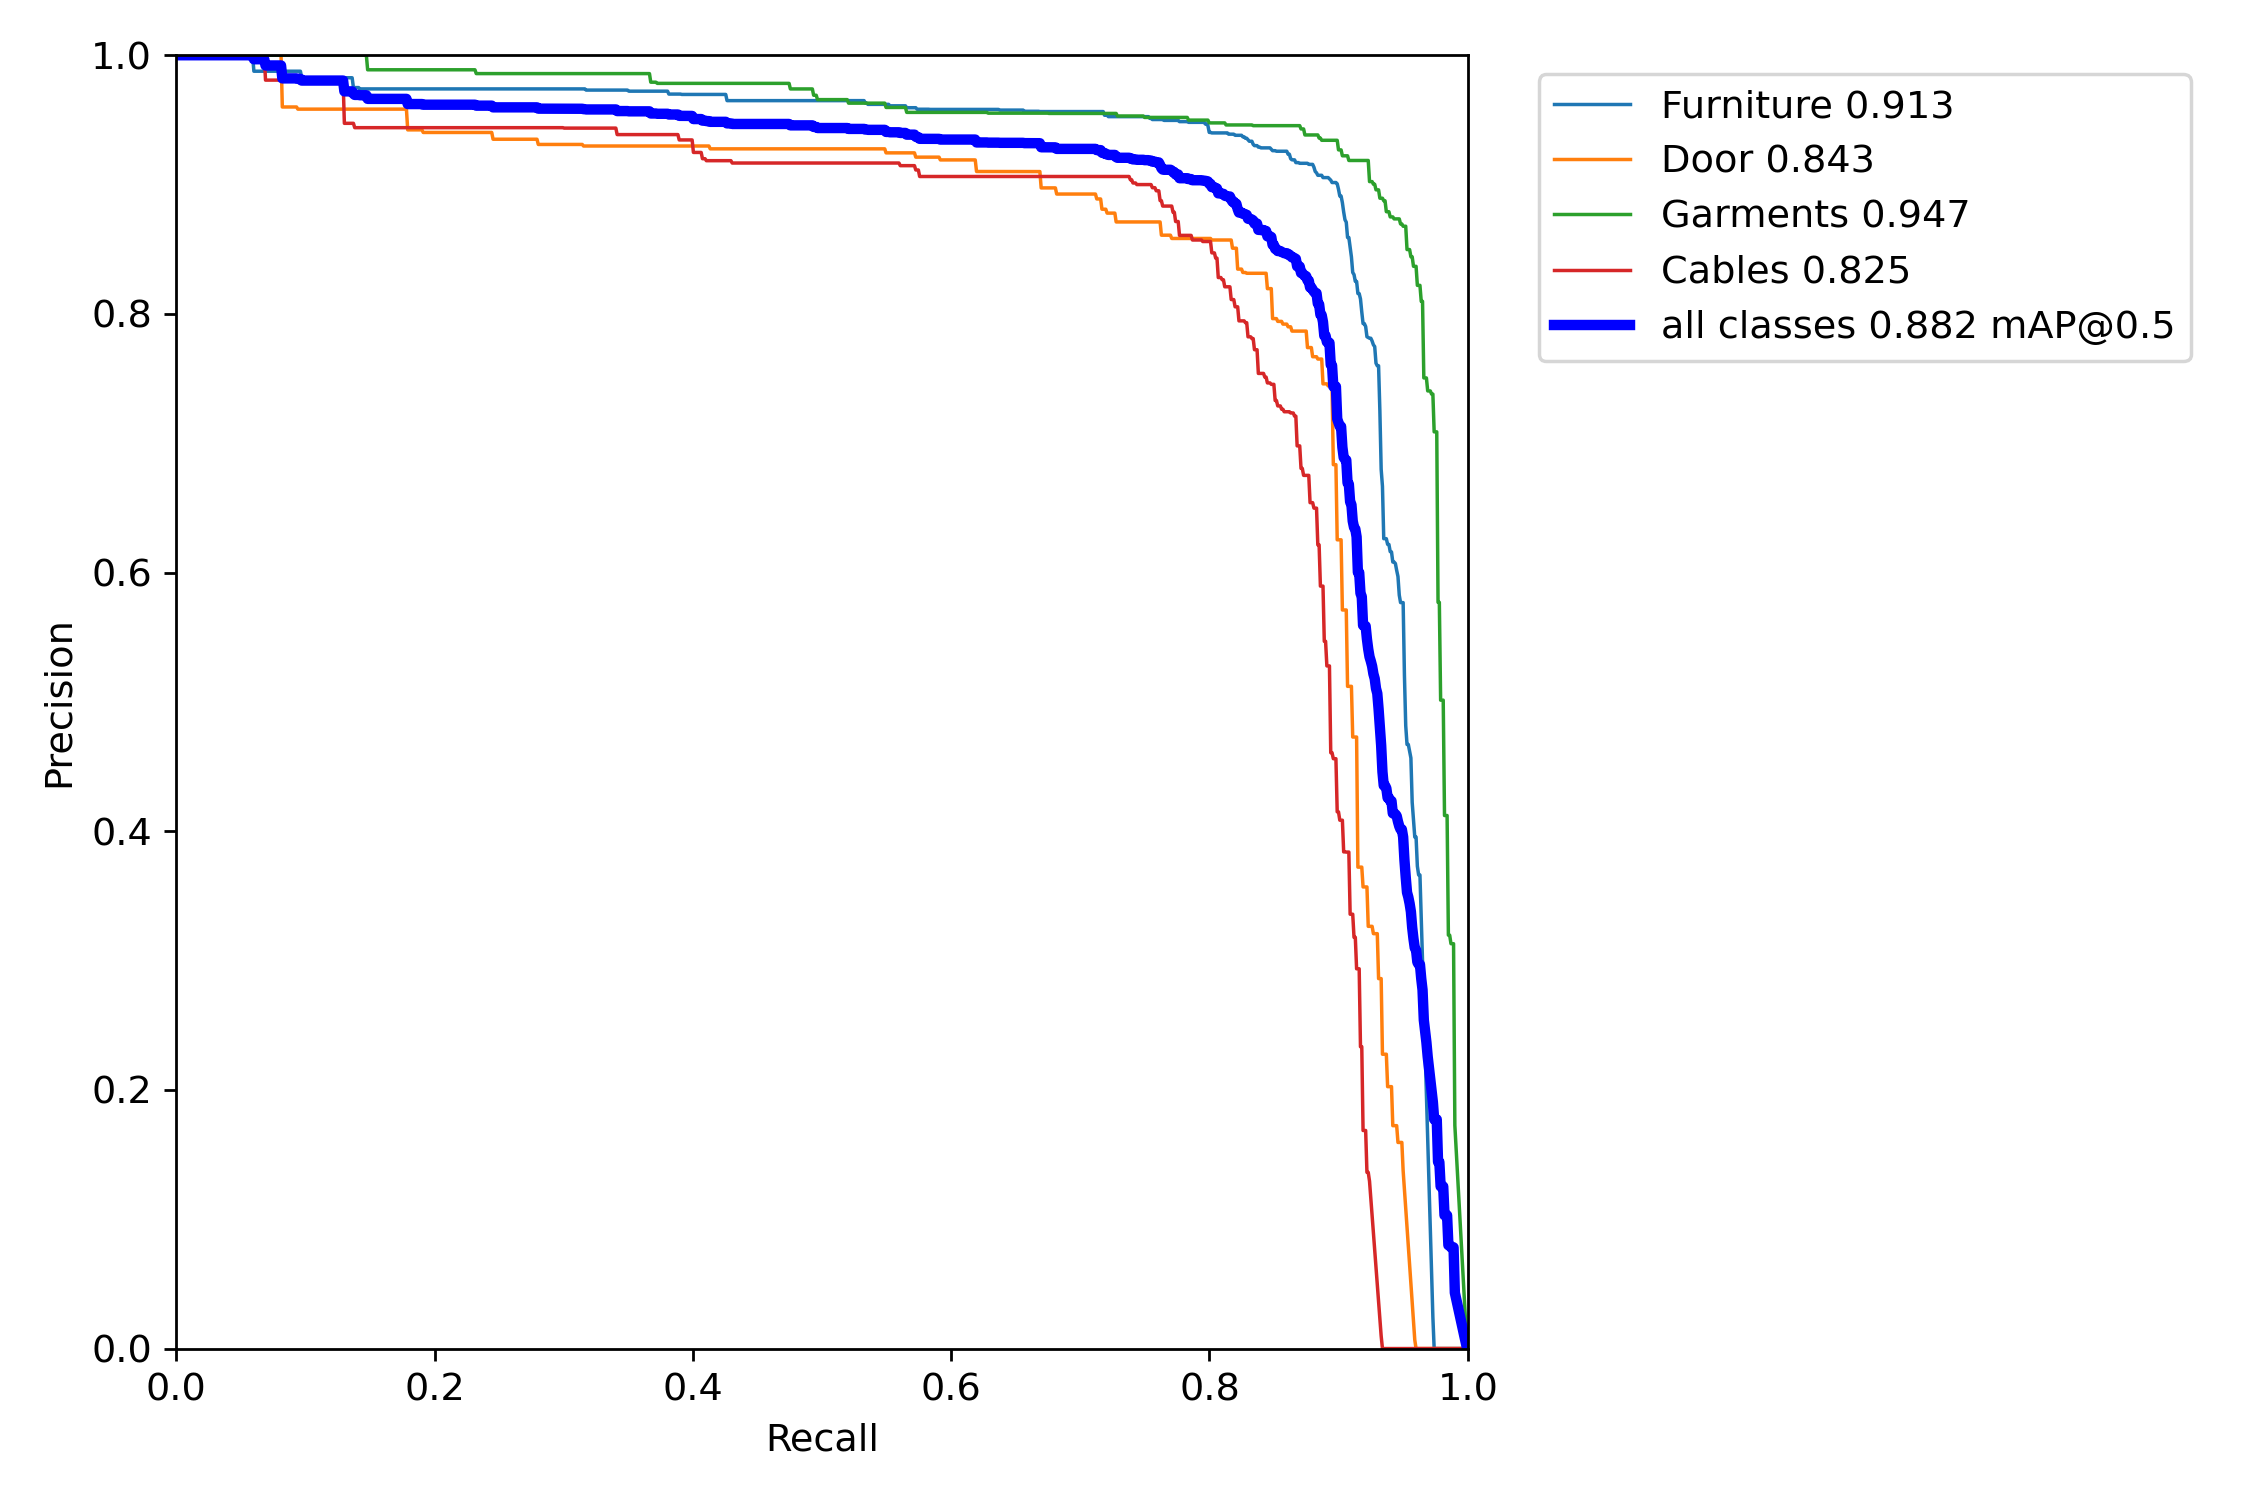 1.0
0.8
0.6
0.4
0.2
0.0
Precision
0.0 0.2 0.4 0.6 0.8 1.0
Recall
Furniture 0.913
Door 0.843
Garments 0.947
Cables 0.825
all classes 0.882 mAP@0.5